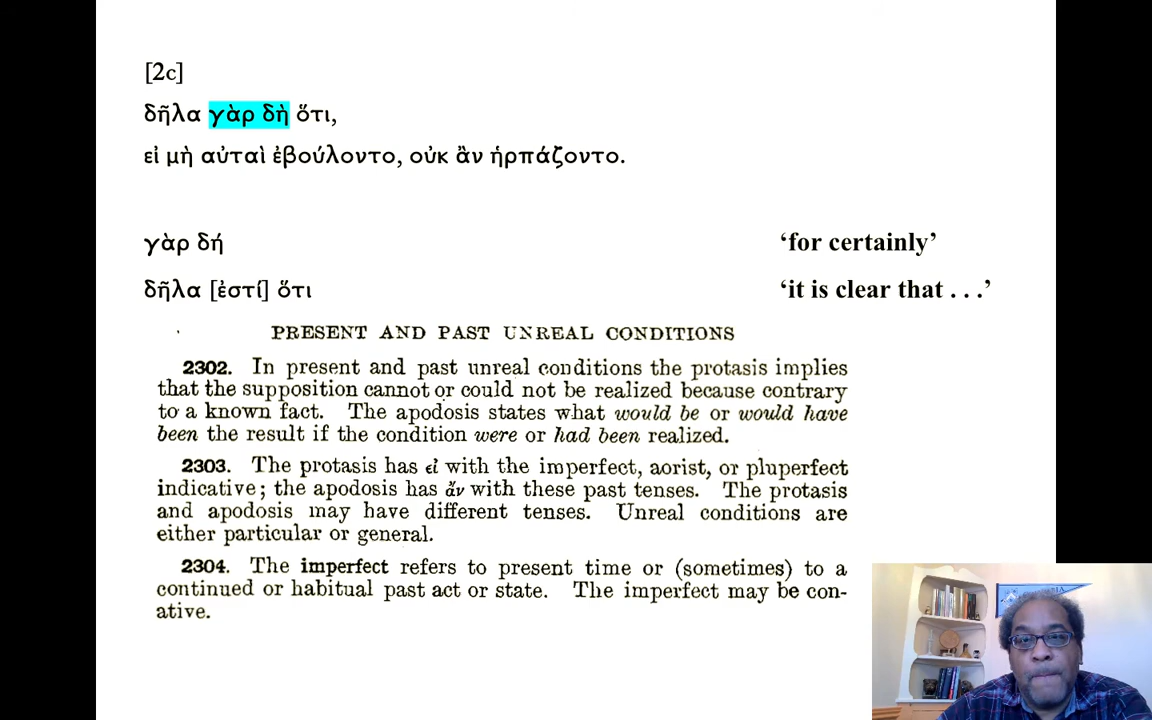 [2c]
δῆλα γὰρ δὴ ὅτι,
εἰ μὴ αὐταὶ ἐβούλοντο, οὐκ ἂν ἡρπάζοντο.
γὰρ δή ‘for certainly’
δῆλα [ἐστί] ὅτι ‘it is clear that . . .’
PRESENT AND PAST UNREAL CONDITIONS
2302. In present and past unreal conditions the protasis implies
that the supposition cannot or could not be realized because contrary
to a known fact. The apodosis states what would be or would have
been the result if the condition were or had been realized.
2303. The protasis has εἰ with the imperfect, aorist, or pluperfect
indicative; the apodosis has ἄν with these past tenses. The protasis
and apodosis may have different tenses. Unreal conditions are
either particular or general.
2304. The imperfect refers to present time or (sometimes) to a
continued or habitual past act or state. The imperfect may be con-
ative.